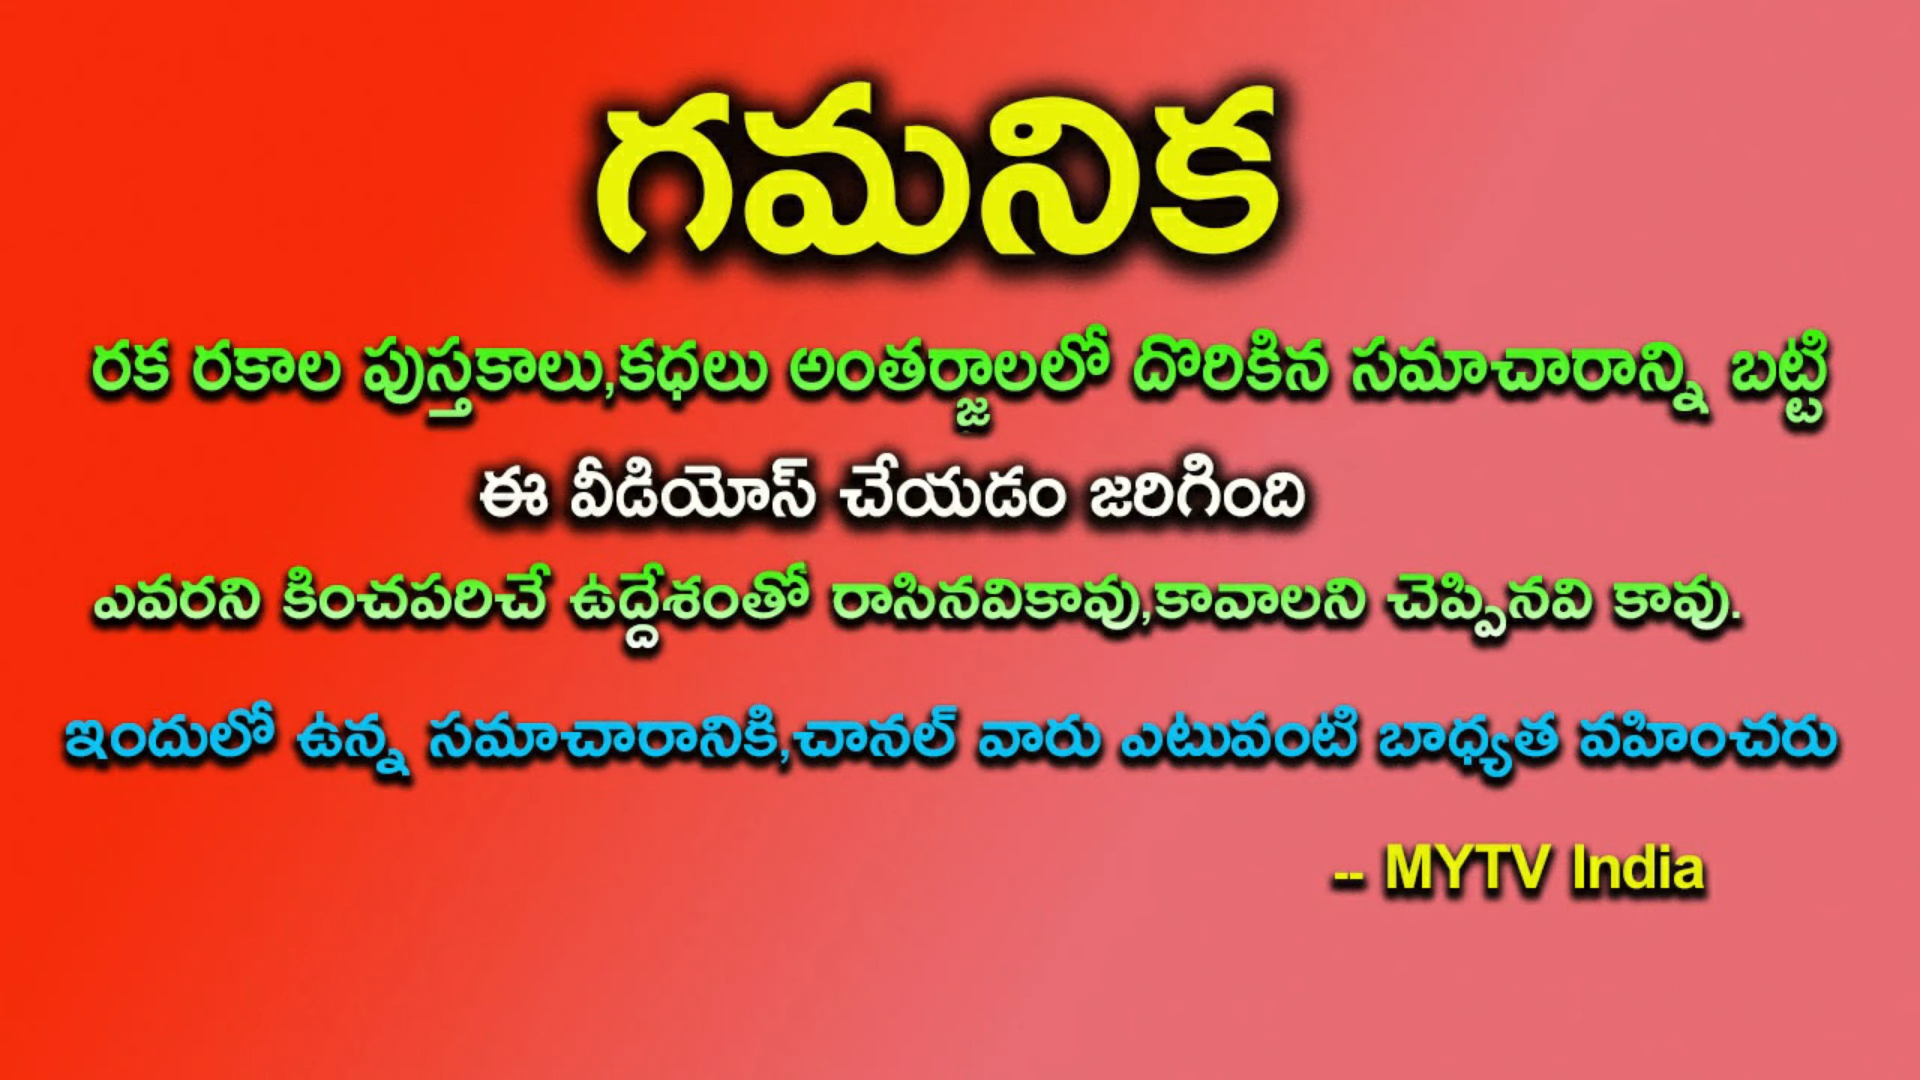 గమనిక
రక రకాల పుస్తకాలు,కథలు అంతర్జాలలో దొరికిన సమాచారాన్ని బట్టి
ఈ వీడియోస్ చేయడం జరిగింది
ఎవరని కించపరిచే ఉద్దేశంతో రాసినవికావు,కావాలని చెప్పినవి కావు.
ఇందులో ఉన్న సమాచారానికి,చానల్ వారు ఎటువంటి బాధ్యత వహించరు
-- MYTV India